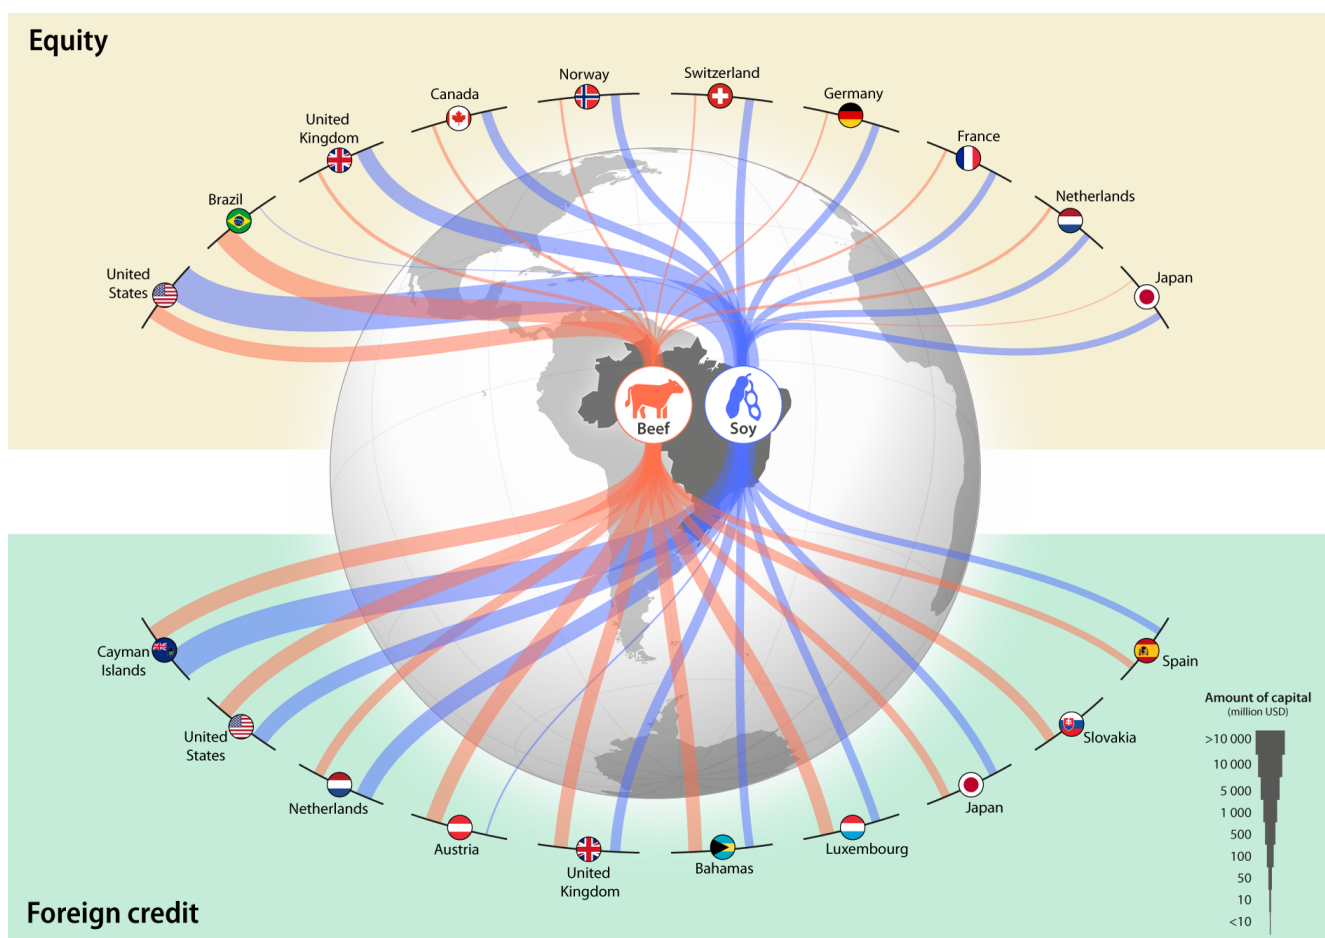 Equity
Norway
Switzerland
Canada
Germany
United
Kingdom
France
Brazil
Netherlands
United
States
Japan
Beef
Soy
Cayman
Islands
Spain
United
States
Slovakia
Netherlands
Japan
Austria
Luxembourg
United
Kingdom
Bahamas
Amount of capital
(million USD)
>10 000
10 000
5 000
1 000
500
100
50
10
<10
Foreign credit